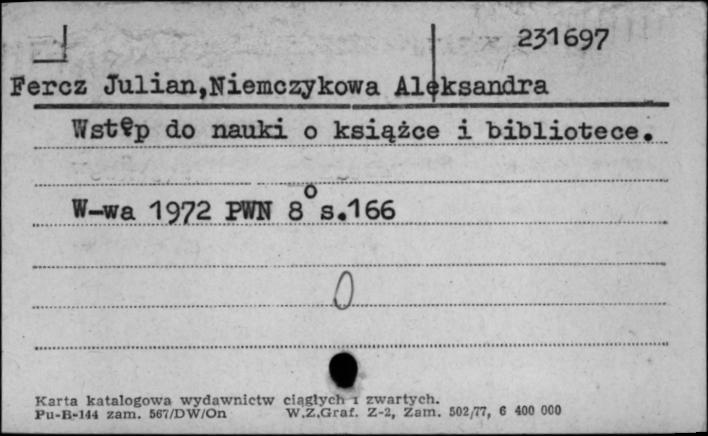 231697
Fercz Julian,Niemczykowa Aleksandra
Wstęp do nauki o książce i bibliotece.
W-wa 1972 PWN 8° s.166
0
Karta katalogowa wydawnictw ciągłych i zwartych.
Pu-B-144 zam. 567/DW/On W.Z.Graf. Z-2, Zam. 502/77, 6 400 000